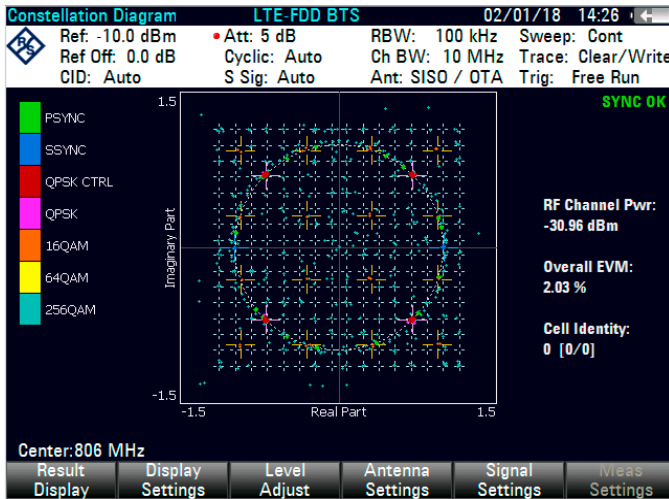 Constellation Diagram LTE-FDD BTS 02/01/18 14:26
R&S
Ref: -10.0 dBm Att: 5 dB RBW: 100 kHz Sweep: Cont
Ref Off: 0.0 dB Cyclic: Auto Ch BW: 10 MHz Trace: Clear/Write
CID: Auto S Sig: Auto Ant: SISO / OTA Trig: Free Run
SYNC OK
PSYNC
SSYNC
QPSK CTRL
QPSK
16QAM
64QAM
256QAM
1.5
Imaginary Part
-1.5
-1.5 Real Part 1.5
RF Channel Pwr:
-30.96 dBm
Overall EVM:
2.03 %
Cell Identity:
0 [0/0]
Center:806 MHz
Result Display Level Antenna Signal Meas
Display Settings Adjust Settings Settings Settings